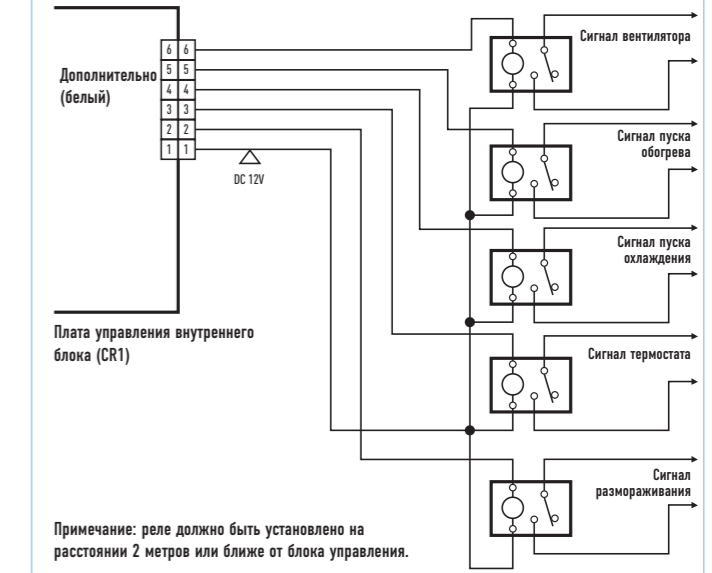 Дополнительно
(белый)
6 6
5 5
4 4
3 3
2 2
1 1
DC 12V
Сигнал вентилятора
Сигнал пуска
обогрева
Сигнал пуска
охлаждения
Сигнал термостата
Сигнал
размораживания
Плата управления внутреннего
блока (CR1)
Примечание: реле должно быть установлено на
расстоянии 2 метров или ближе от блока управления.